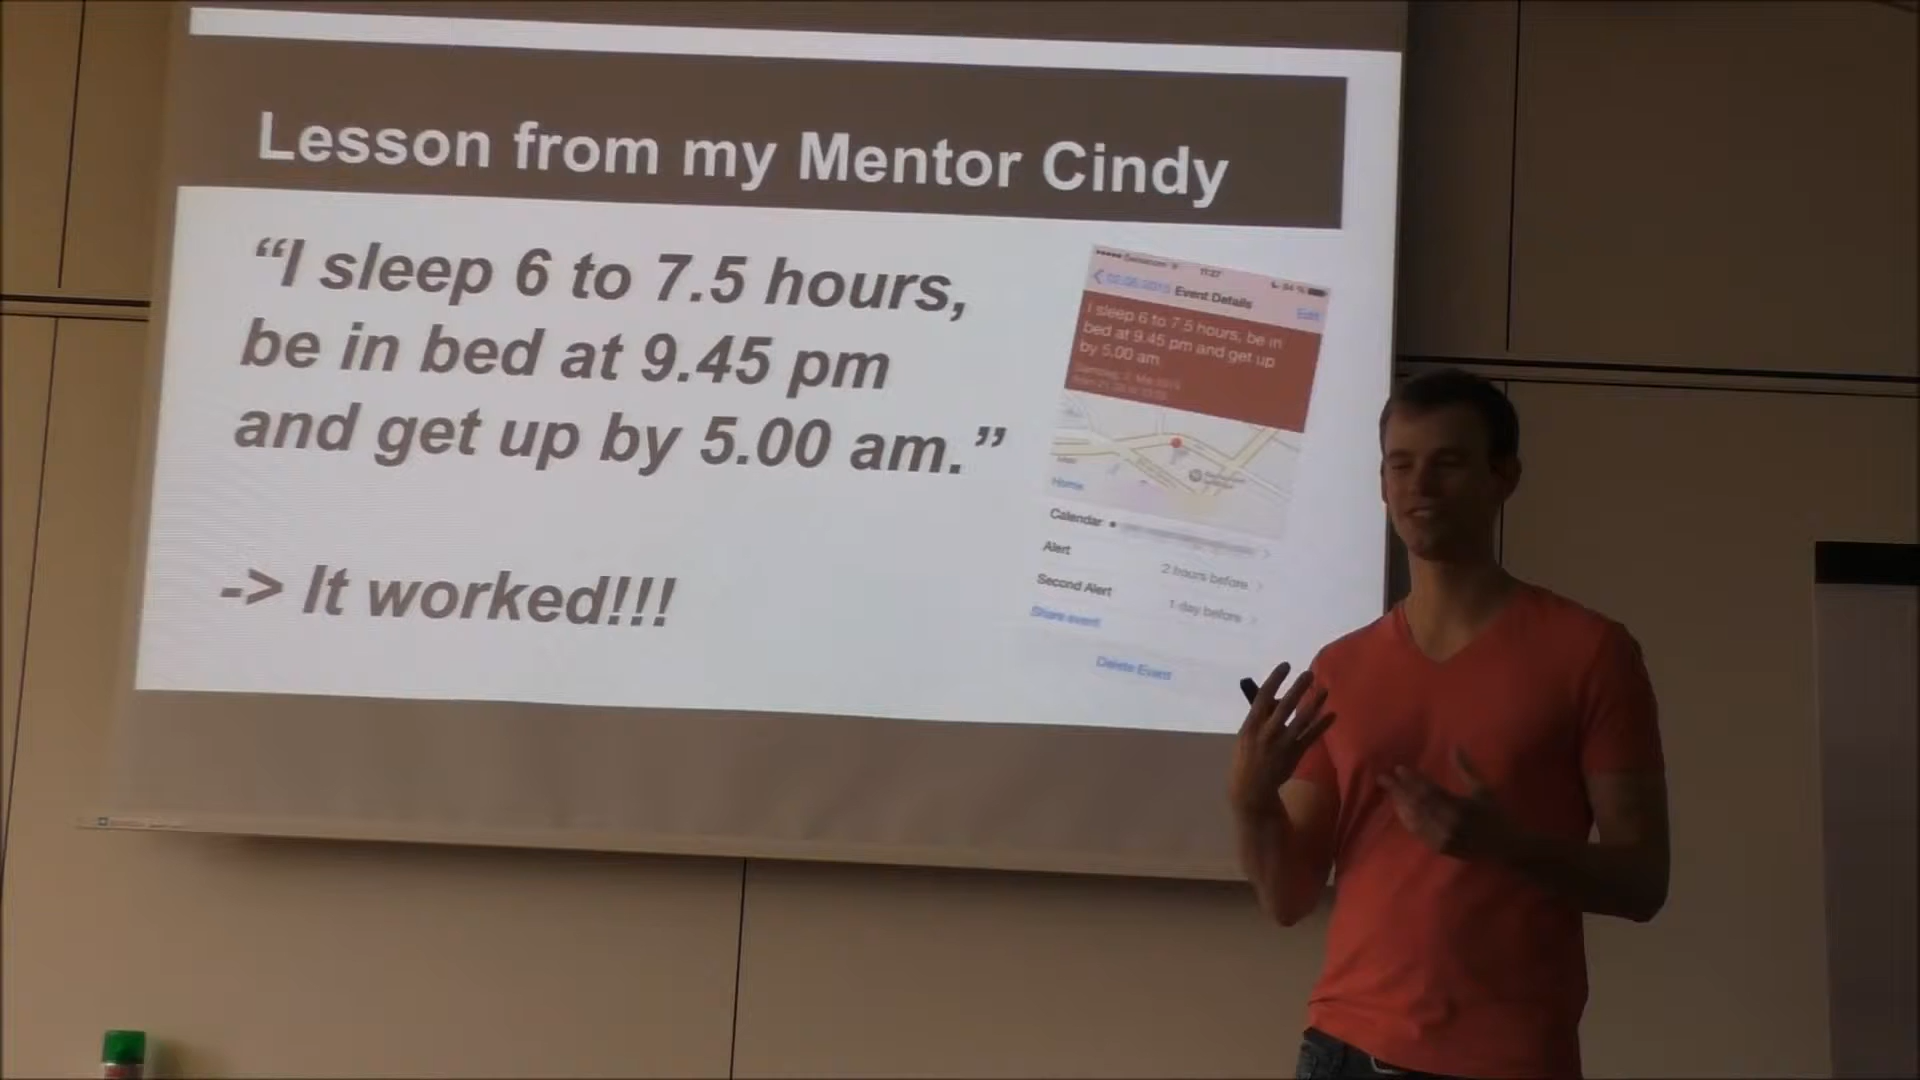 Lesson from my Mentor Cindy
“I sleep 6 to 7.5 hours,
be in bed at 9.45 pm
and get up by 5.00 am.”
-> It worked!!!
11:27
Event Details
Edit
I sleep 6 to 7.5 hours, be in
bed at 9.45 pm and get up
by 5.00 am.
Home
Calendar
Alert
2 hours before
Second Alert
1 day before
Share event
Delete Event